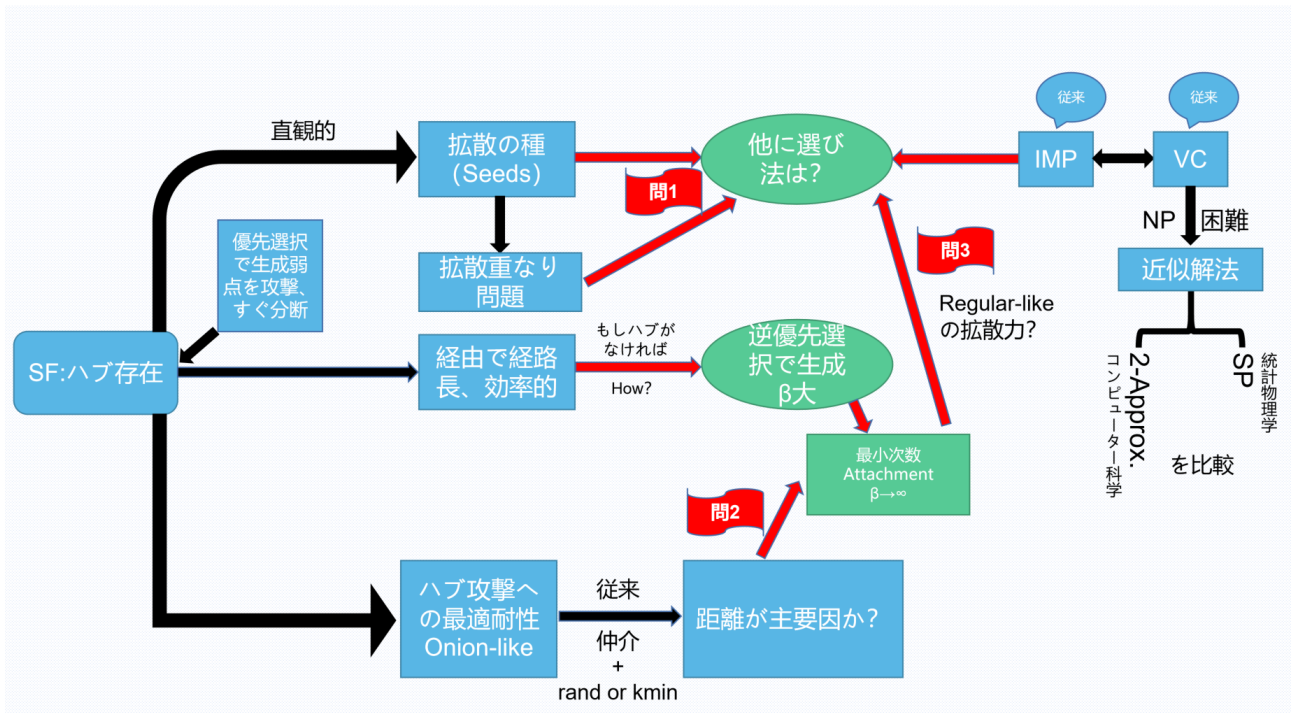 直観的
拡散の種
(Seeds)
問1
拡散重なり
問題
優先選択
で生成弱
点を攻撃、
すぐ分断
SF:ハブ存在
経由で経路
長、効率的
もしハブが
なければ
How?
他に選び
法は?
逆優先選
択で生成
β大
最小次数
Attachment
β→∞
問2
問3
Regular-like
の拡散力?
ハブ攻撃へ
の最適耐性
Onion-like
従来
仲介
+
rand or kmin
距離が主要因か?
従来
IMP
従来
VC
NP 困難
近似解法
2-Approx.
コンピューター科学
SP
統計物理学
を比較